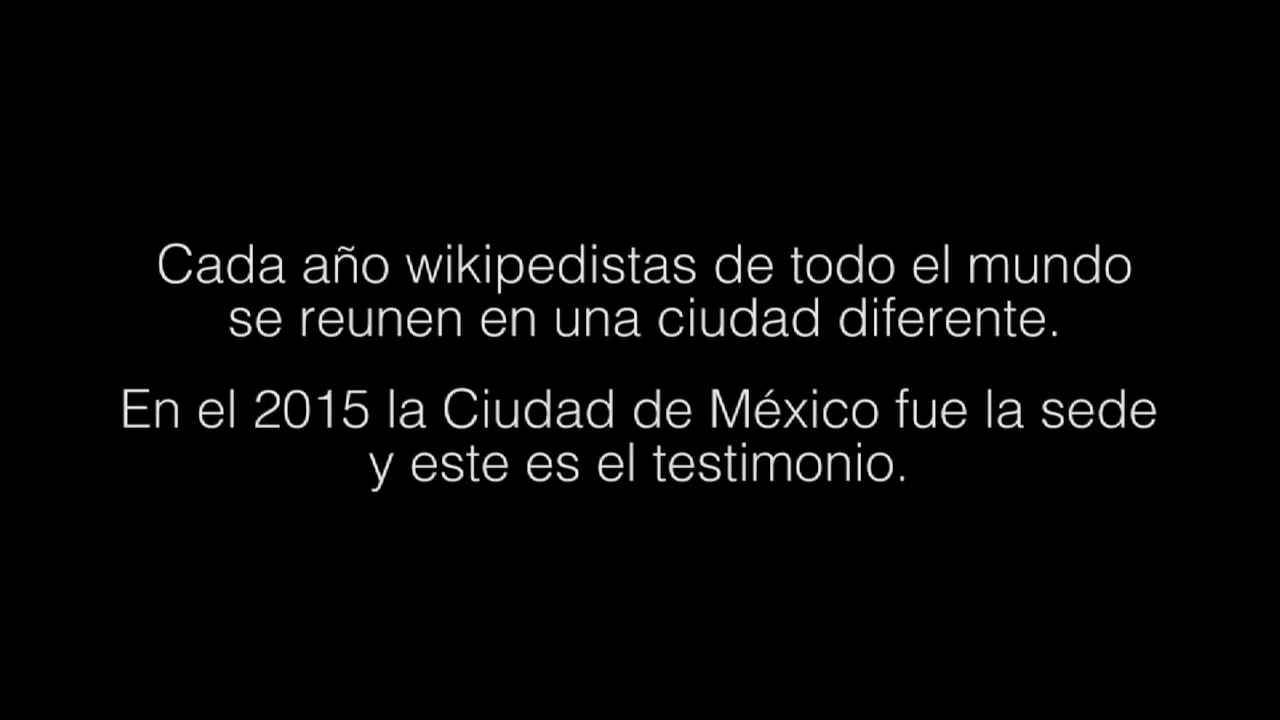 Cada año wikipedistas de todo el mundo
se reunen en una ciudad diferente.
En el 2015 la Ciudad de México fue la sede
y este es el testimonio.